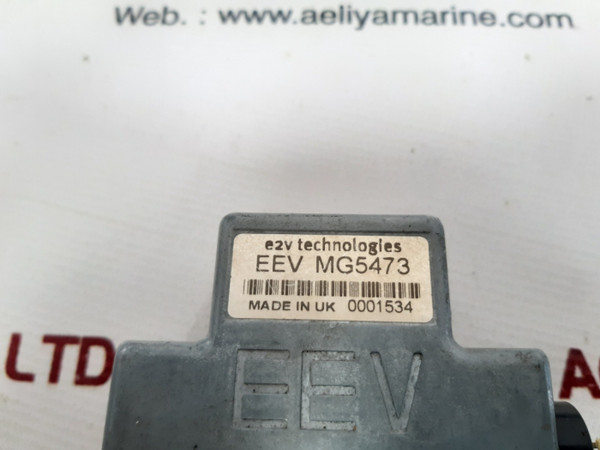 Web. : www.aeliyamarine.com
e2v technologies
EEV MG5473
MADE IN UK 0001534
LTD
EEV